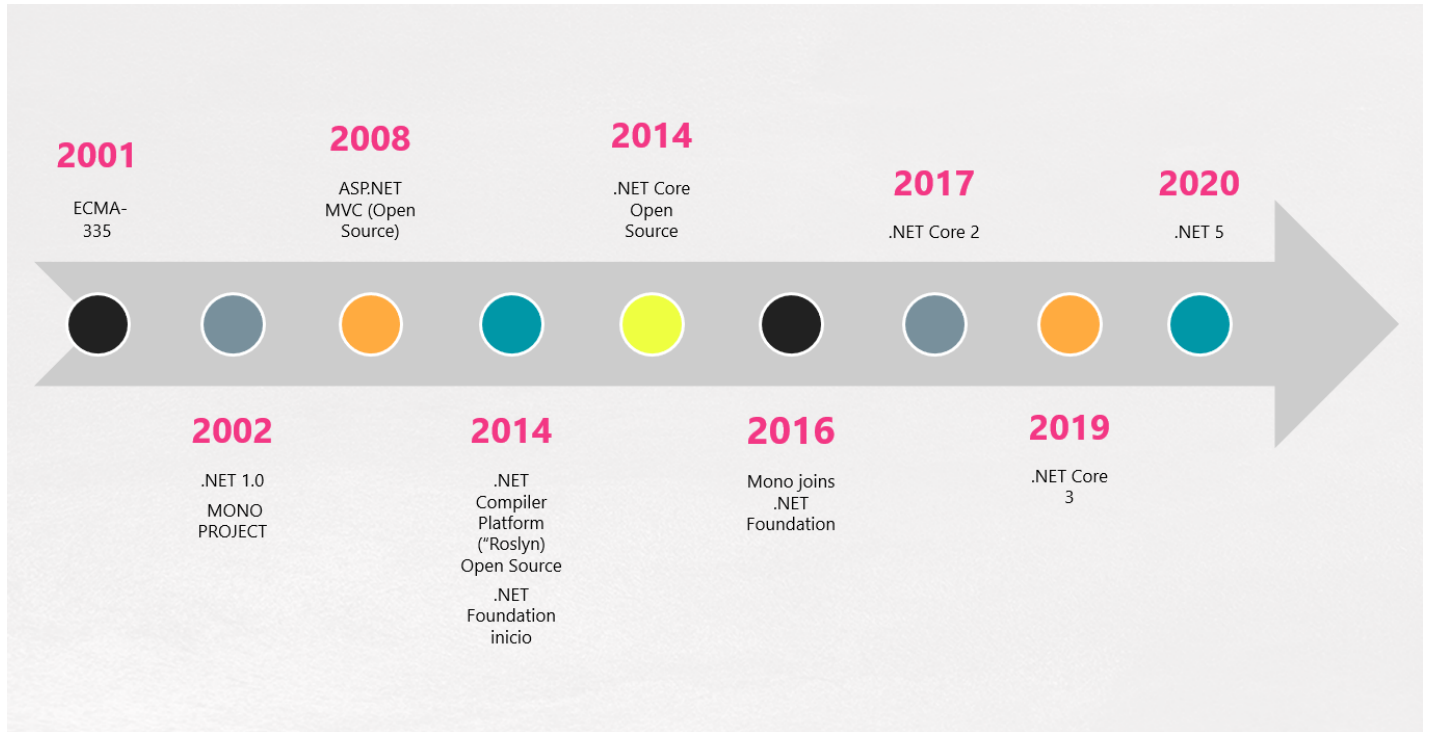 2001
ECMA-
335
2002
.NET 1.0
MONO
PROJECT
2008
ASP.NET
MVC (Open
Source)
2014
.NET
Compiler
Platform
(“Roslyn)
Open Source
.NET
Foundation
inicio
2014
.NET Core
Open
Source
2016
Mono joins
.NET
Foundation
2017
.NET Core 2
2019
.NET Core
3
2020
.NET 5